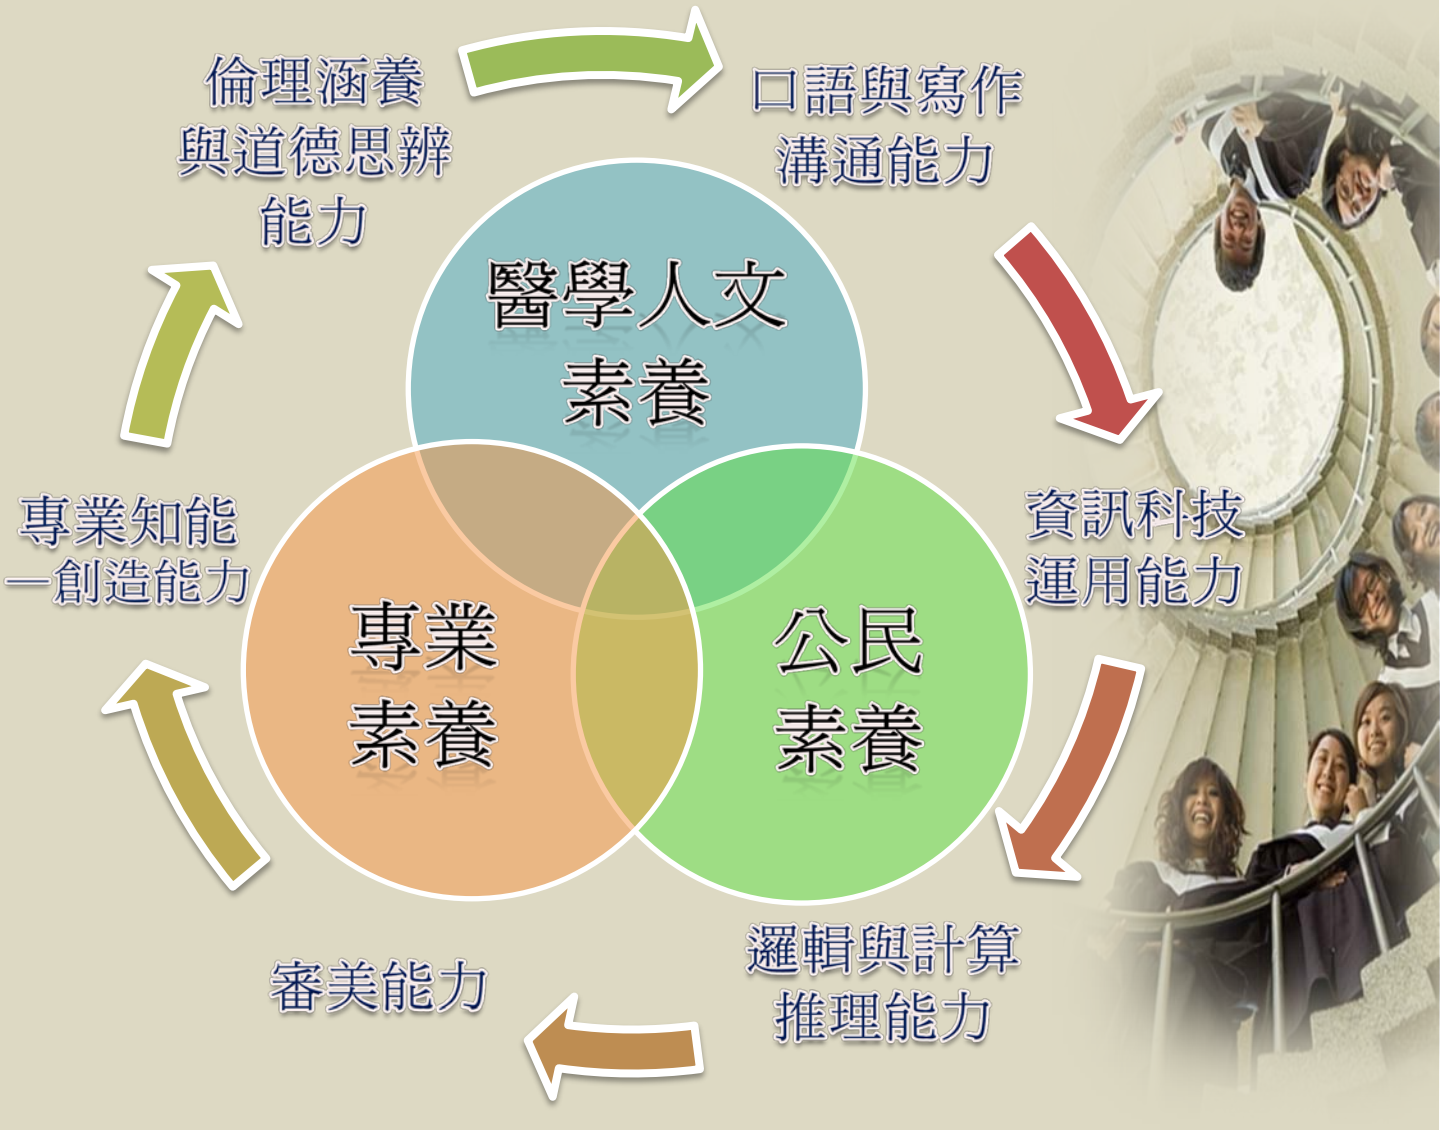 倫理涵養
與道德思辨
能力
口語與寫作
溝通能力
醫學人文
素養
專業知能
—創造能力
資訊科技
運用能力
專業
素養
公民
素養
審美能力
邏輯與計算
推理能力